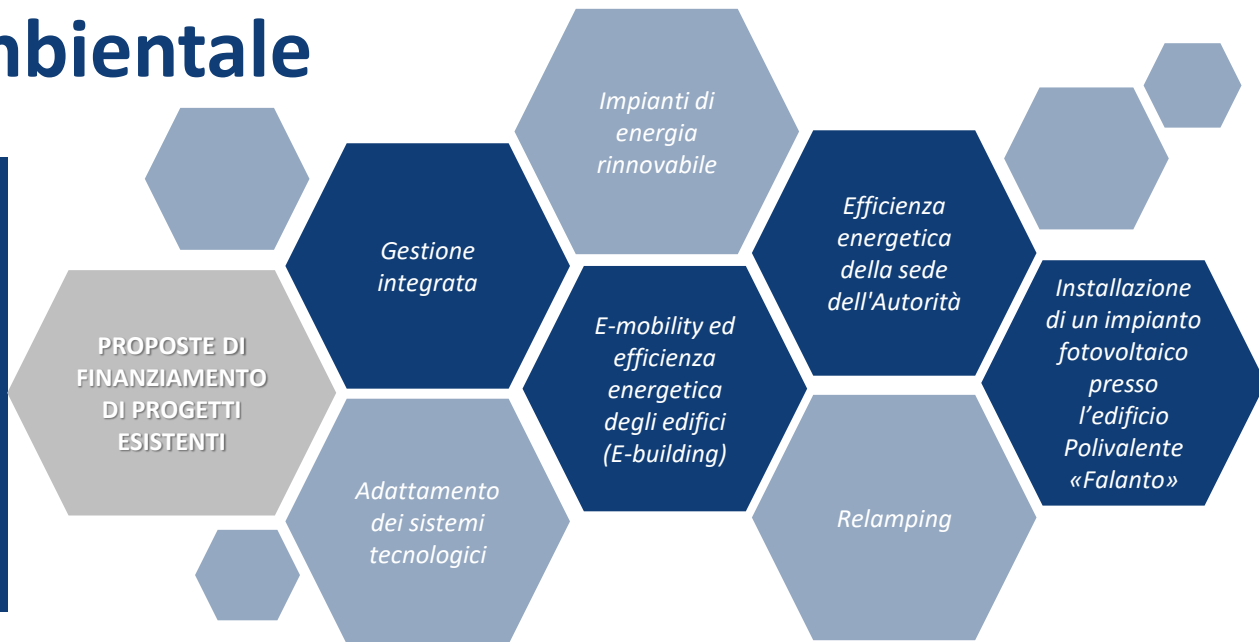 mbientale
Impianti di
energia
rinnovabile
Gestione
integrata
Efficienza
energetica
della sede
dell'Autorità
PROPOSTE DI
FINANZIAMENTO
DI PROGETTI
ESISTENTI
E-mobility ed
efficienza
energetica
degli edifici
(E-building)
Installazione
di un impianto
fotovoltaico
presso
l’edificio
Polivalente
«Falanto»
Adattamento
dei sistemi
tecnologici
Relamping